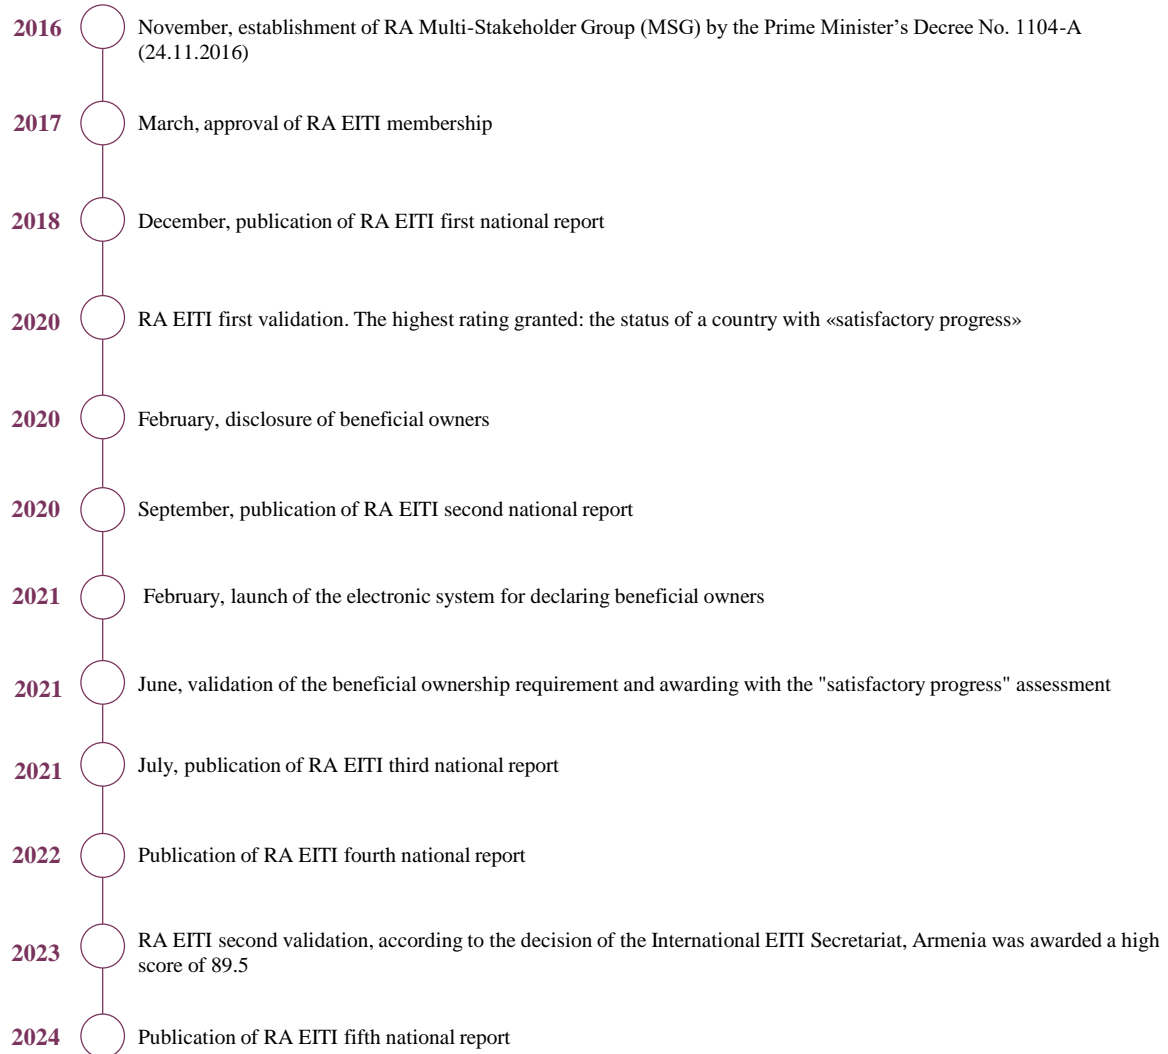 2016 November, establishment of RA Multi-Stakeholder Group (MSG) by the Prime Minister’s Decree No. 1104-A
(24.11.2016)
2017 March, approval of RA EITI membership
2018 December, publication of RA EITI first national report
2020 RA EITI first validation. The highest rating granted: the status of a country with «satisfactory progress»
2020 February, disclosure of beneficial owners
2020 September, publication of RA EITI second national report
2021 February, launch of the electronic system for declaring beneficial owners
2021 June, validation of the beneficial ownership requirement and awarding with the "satisfactory progress" assessment
2021 July, publication of RA EITI third national report
2022 Publication of RA EITI fourth national report
2023 RA EITI second validation, according to the decision of the International EITI Secretariat, Armenia was awarded a high
score of 89.5
2024 Publication of RA EITI fifth national report